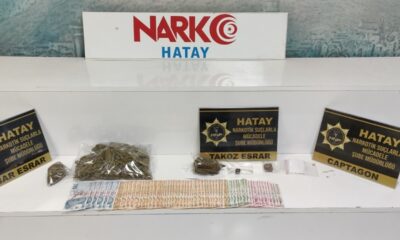 NARKO
HATAY
HATAY
NARKOTİK SUÇLARLA
MÜCADELE
ŞUBE MÜDÜRLÜĞÜ
AR ESRAR
HATAY
NARKOTİK SUÇLARLA
MÜCADELE
ŞUBE MÜDÜRLÜĞÜ
TAKOZ ESRAR
HATAY
NARKOTİK SUÇLARLA
MÜCADELE
ŞUBE MÜDÜRLÜĞÜ
CAPTAGON